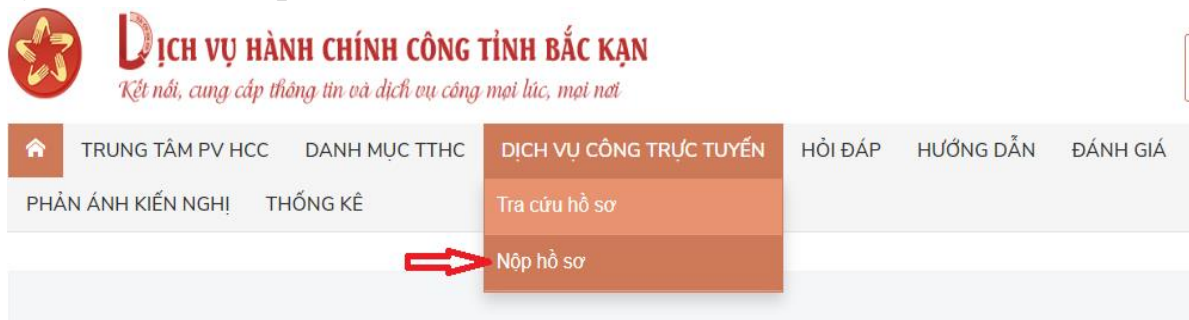 DỊCH VỤ HÀNH CHÍNH CÔNG TỈNH BẮC KẠN
Kết nối, cung cấp thông tin và dịch vụ công mọi lúc, mọi nơi
TRUNG TÂM PV HCC DANH MỤC TTHC DỊCH VỤ CÔNG TRỰC TUYẾN HỎI ĐÁP HƯỚNG DẪN ĐÁNH GIÁ
PHẢN ÁNH KIẾN NGHỊ THỐNG KÊ
Tra cứu hồ sơ
Nộp hồ sơ